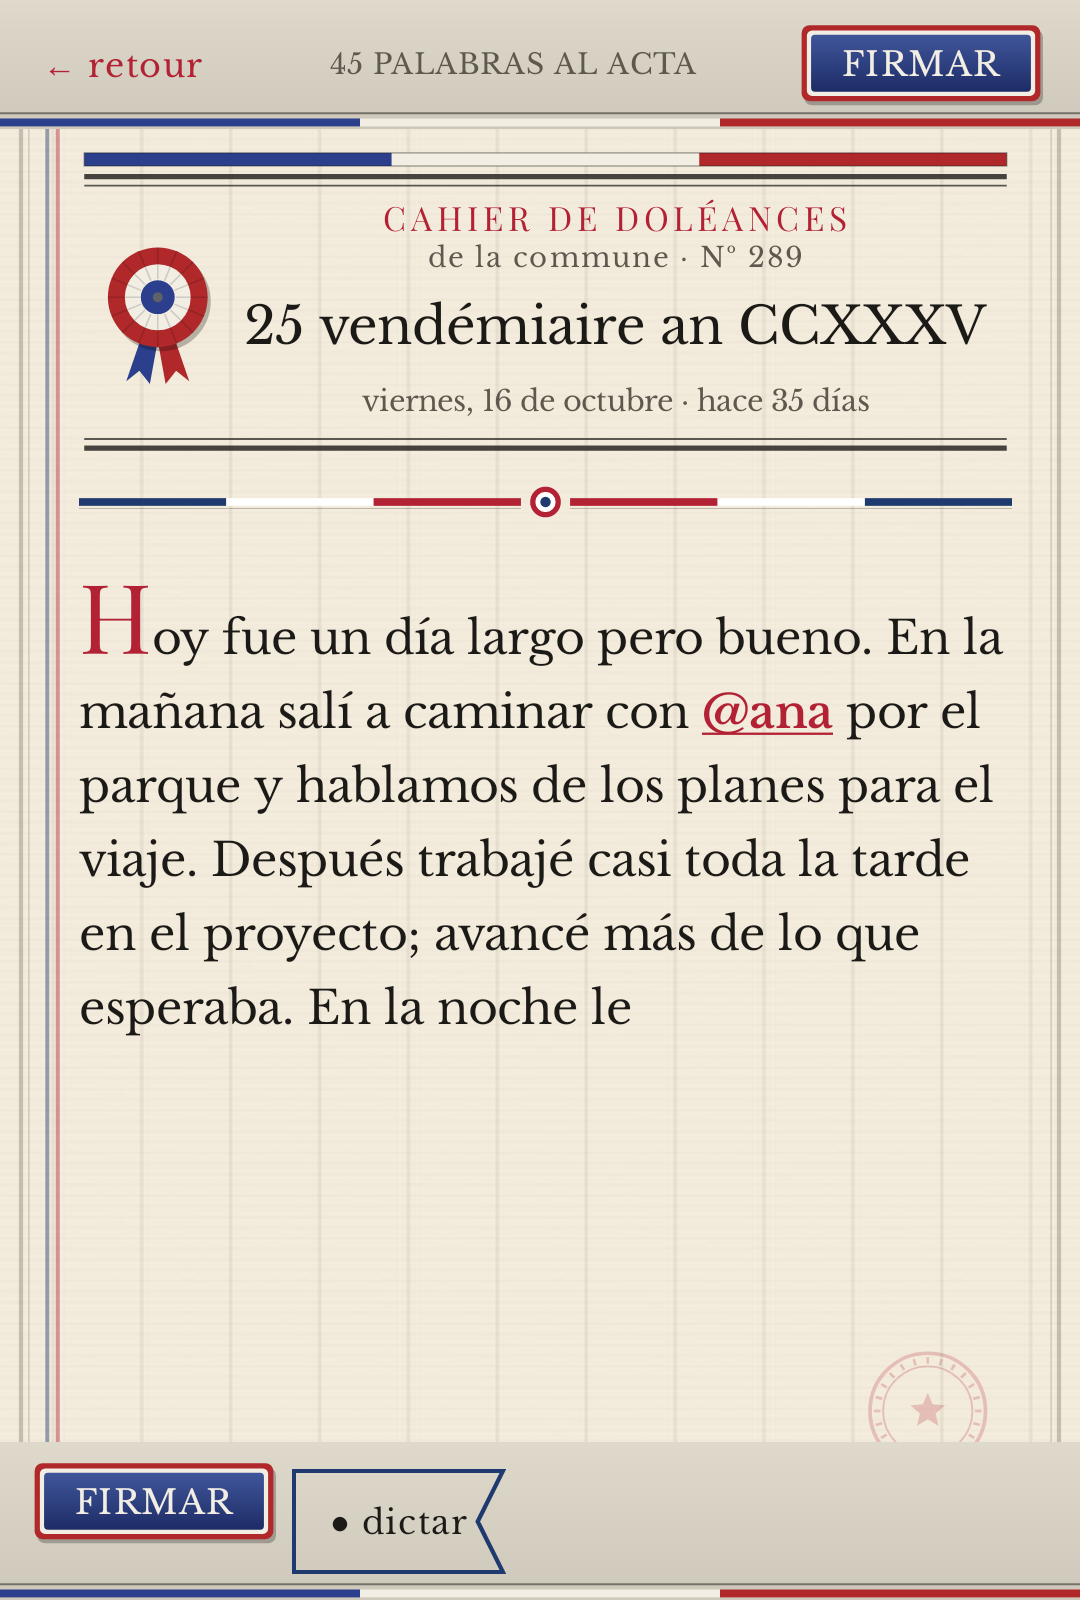 ← retour
45 PALABRAS AL ACTA
FIRMAR
CAHIER DE DOLÉANCES
de la commune · Nº 289
25 vendémiaire an CCXXXV
viernes, 16 de octubre · hace 35 días
Hoy fue un día largo pero bueno. En la
mañana salí a caminar con @ana por el
parque y hablamos de los planes para el
viaje. Después trabajé casi toda la tarde
en el proyecto; avancé más de lo que
esperaba. En la noche le
FIRMAR
• dictar